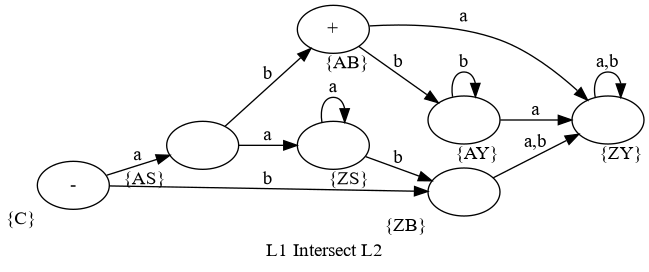 a
+
a
b
{AB}
b
b
a,b
a
a
a
b
{AY}
{ZY}
a
a,b
-
{AS}
b
{ZS}
{C}
{ZB}
L1 Intersect L2